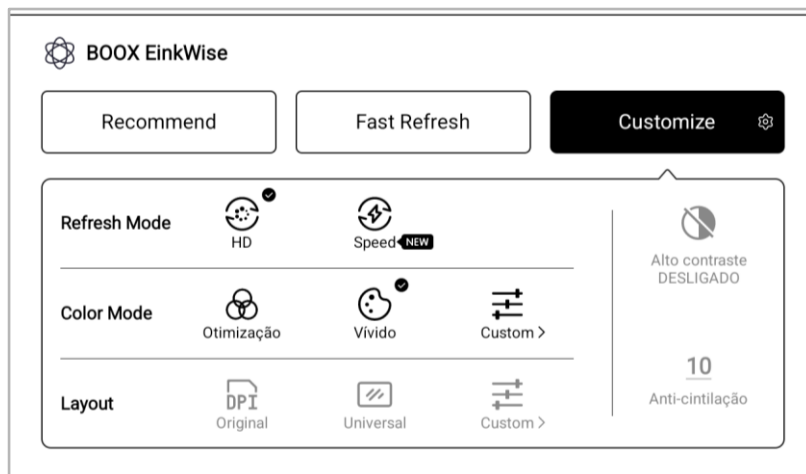 BOOX EinkWise
Recommend
Fast Refresh
Customize
Refresh Mode
HD
Speed
NEW
Alto contraste
DESLIGADO
Color Mode
Otimização
Vívido
Custom >
Layout
DPI
Original
Universal
Custom >
10
Anti-cintilação